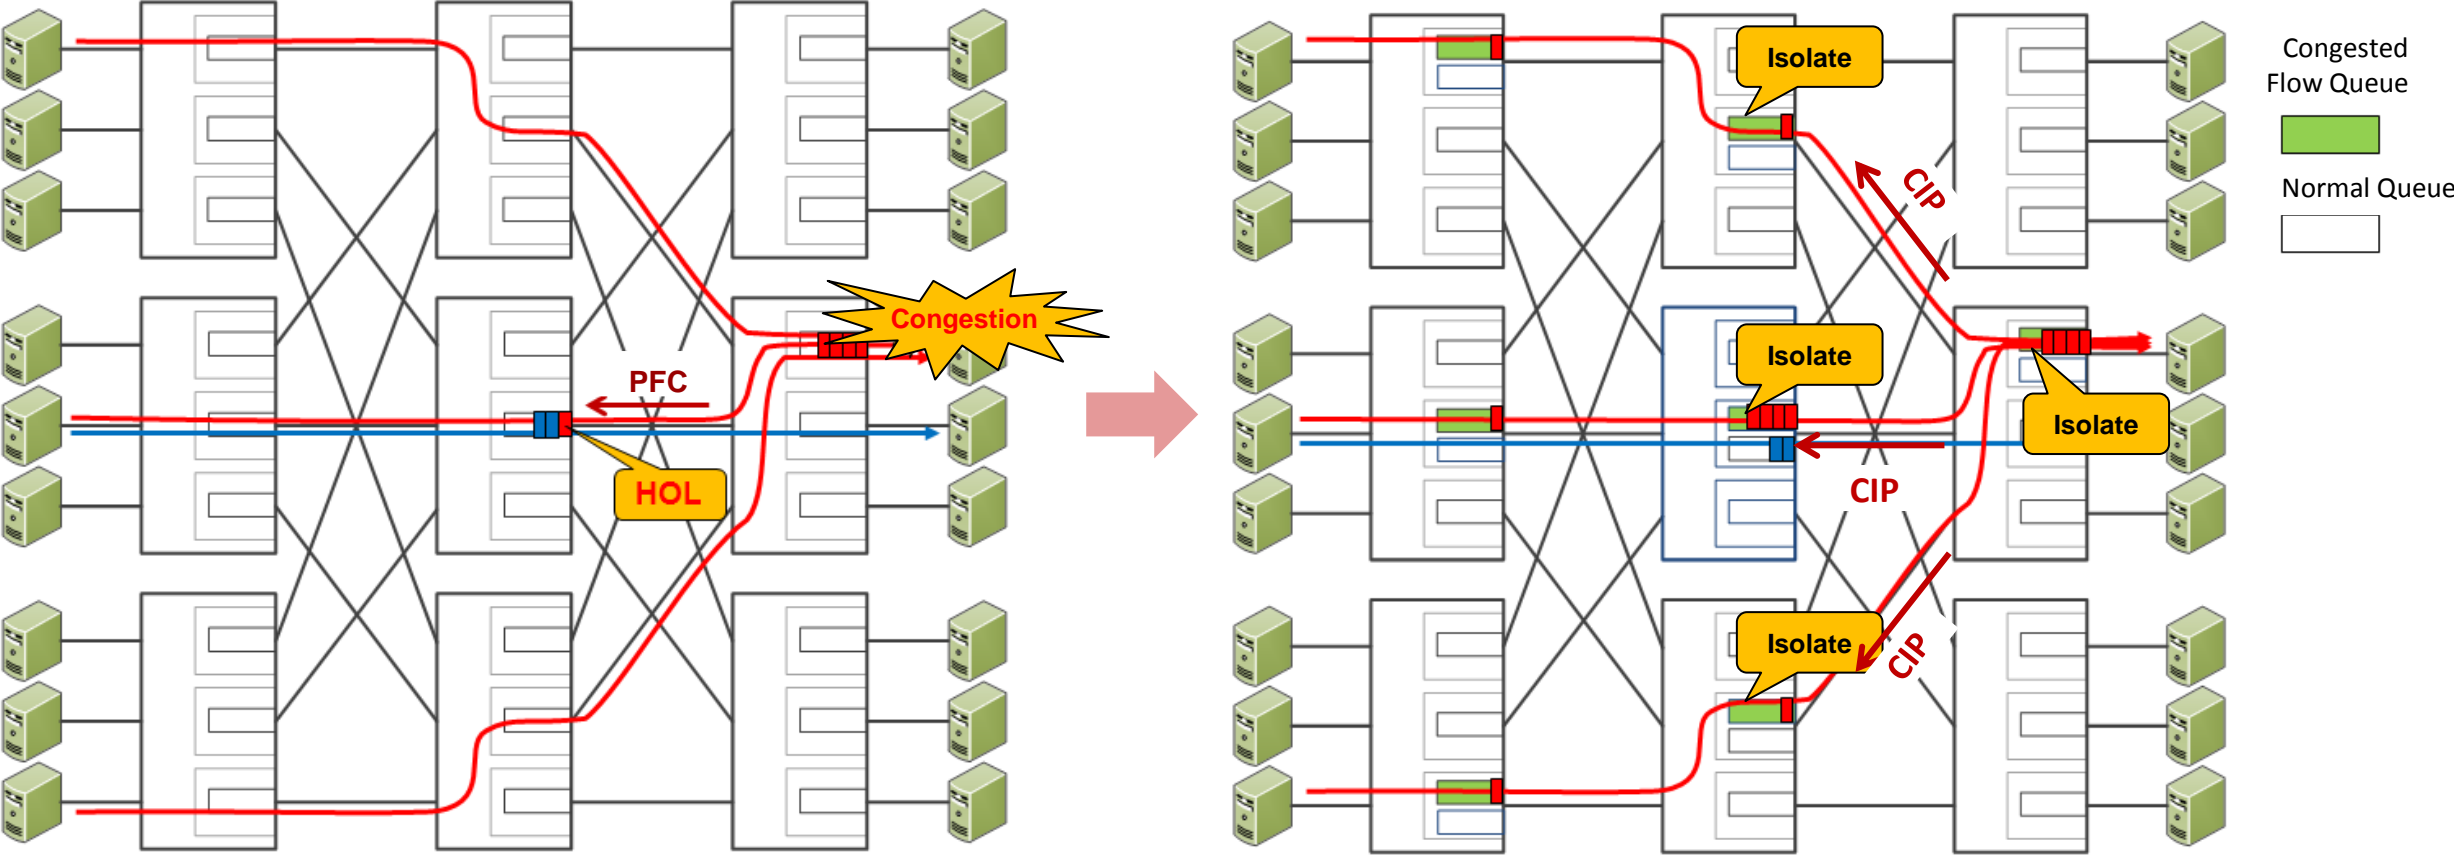 Congestion
PFC
HOL
Isolate
CIP
Isolate
CIP
Isolate
Isolate
CIP
Congested
Flow Queue
Normal Queue